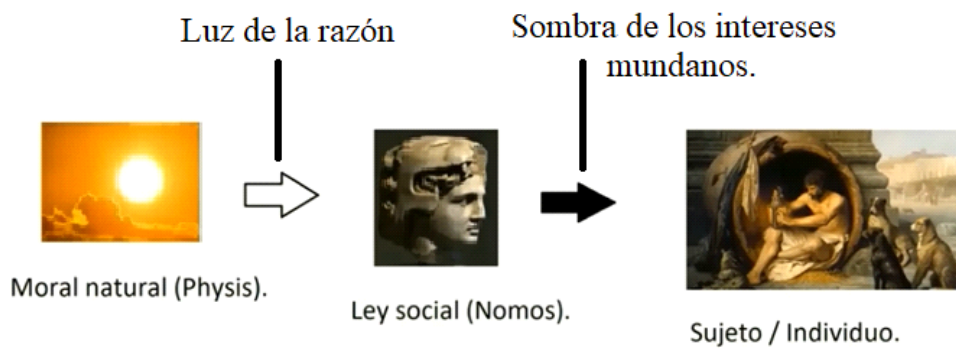 Luz de la razón
Sombra de los intereses
mundanos.
Moral natural (Physis).
Ley social (Nomos).
Sujeto / Individuo.